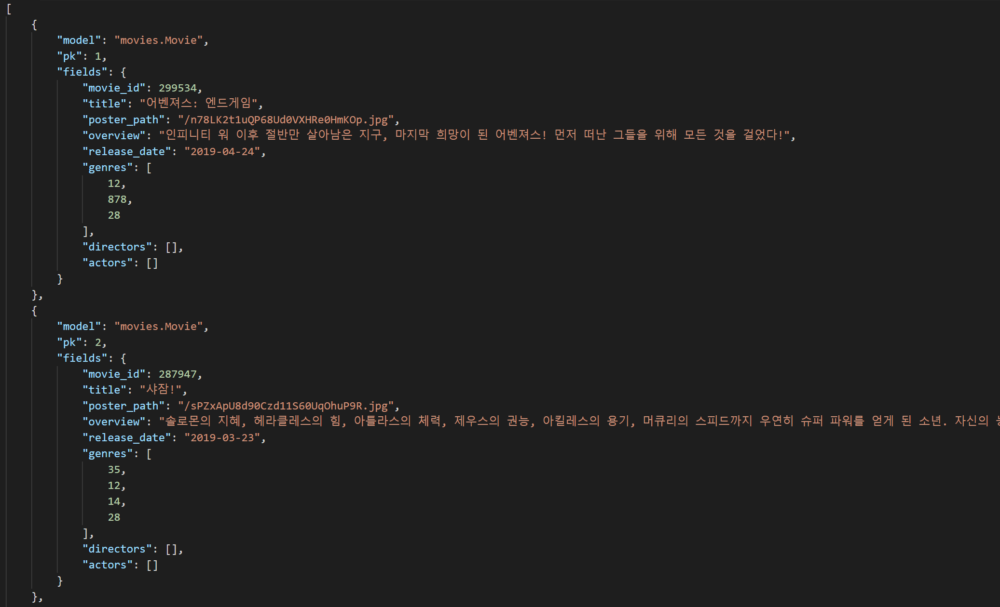 [
    {
        "model": "movies.Movie",
        "pk": 1,
        "fields": {
            "movie_id": 299534,
            "title": "어벤져스: 엔드게임",
            "poster_path": "/n78LK2t1uQP68Ud0VXHRe0HmKOp.jpg",
            "overview": "인피니티 워 이후 절반만 살아남은 지구, 마지막 희망이 된 어벤져스! 먼저 떠난 그들을 위해 모든 것을 걸었다!",
            "release_date": "2019-04-24",
            "genres": [
                12,
                878,
                28
            ],
            "directors": [],
            "actors": []
        }
    },
    {
        "model": "movies.Movie",
        "pk": 2,
        "fields": {
            "movie_id": 287947,
            "title": "샤잠!",
            "poster_path": "/sPZxApU8d90Czd11S60UqOhuP9R.jpg",
            "overview": "솔로몬의 지혜, 헤라클레스의 힘, 아틀라스의 체력, 제우스의 권능, 아킬레스의 용기, 머큐리의 스피드까지 우연히 슈퍼 파워를 얻게 된 소년. 자신의
            "release_date": "2019-03-23",
            "genres": [
                35,
                12,
                14,
                28
            ],
            "directors": [],
            "actors": []
        }
    },